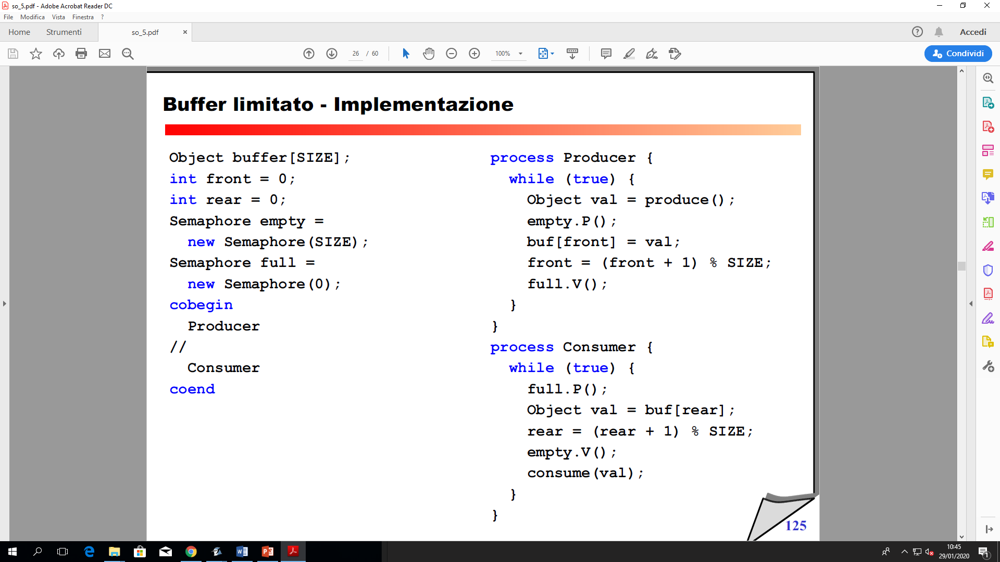 so_5.pdf - Adobe Acrobat Reader DC
File Modifica Vista Finestra ?
Home Strumenti so_5.pdf × ? Accedi
26 / 60 100% Condividi
Buffer limitato - Implementazione
Object buffer[SIZE];
int front = 0;
int rear = 0;
Semaphore empty =
new Semaphore(SIZE);
Semaphore full =
new Semaphore(0);
cobegin
Producer
//
Consumer
coend
process Producer {
while (true) {
Object val = produce();
empty.P();
buf[front] = val;
front = (front + 1) % SIZE;
full.V();
}
}
process Consumer {
while (true) {
full.P();
Object val = buf[rear];
rear = (rear + 1) % SIZE;
empty.V();
consume(val);
}
}
125
10:45
29/01/2020
1